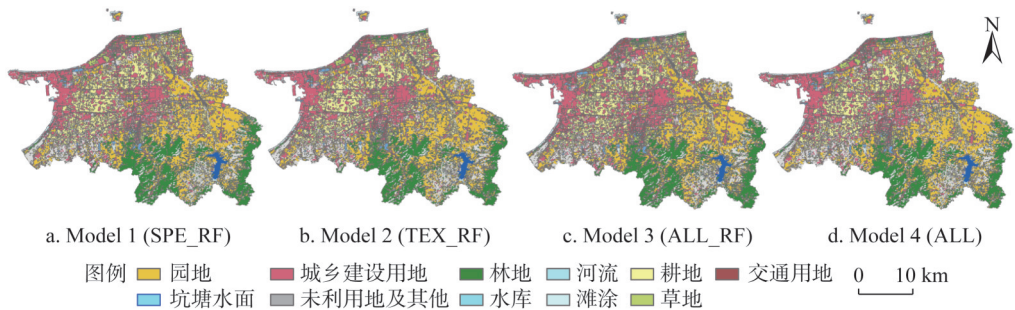 N
a. Model 1 (SPE_RF) b. Model 2 (TEX_RF) c. Model 3 (ALL_RF) d. Model 4 (ALL)
图例 园地 城乡建设用地 林地 河流 耕地 交通用地 0 10 km
坑塘水面 未利用地及其他 水库 滩涂 草地